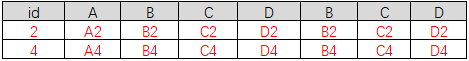 id A B C D B C D
2 A2 B2 C2 D2 B2 C2 D2
4 A4 B4 C4 D4 B4 C4 D4